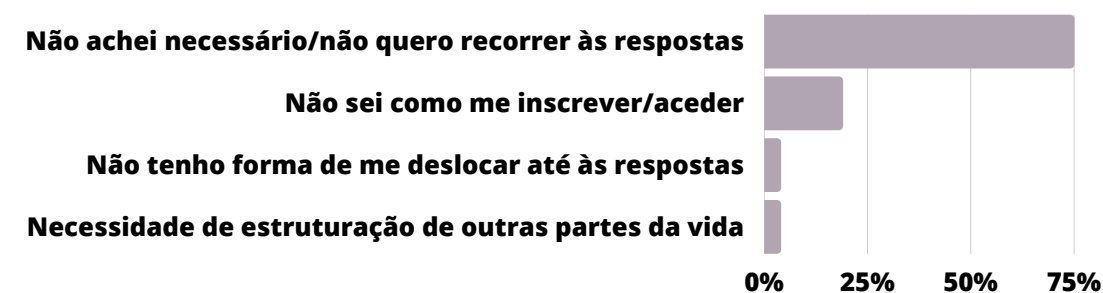 Não achei necessário/não quero recorrer às respostas
Não sei como me inscrever/aceder
Não tenho forma de me deslocar até às respostas
Necessidade de estruturação de outras partes da vida
0% 25% 50% 75%